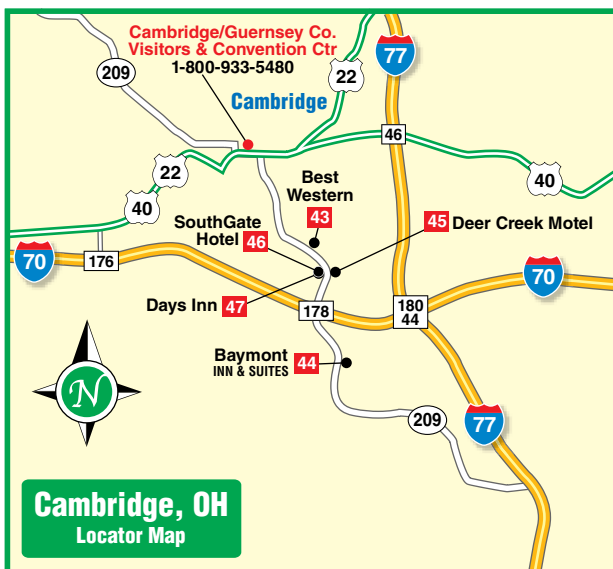 Cambridge/Guernsey Co.
Visitors & Convention Ctr
1-800-933-5480
77
209
22
Cambridge
46
22
40
40
Best
Western
43
SouthGate
Hotel 46
45 Deer Creek Motel
70
176
70
Days Inn 47
178
180
44
Baymont
INN & SUITES
44
N
209
77
Cambridge, OH
Locator Map